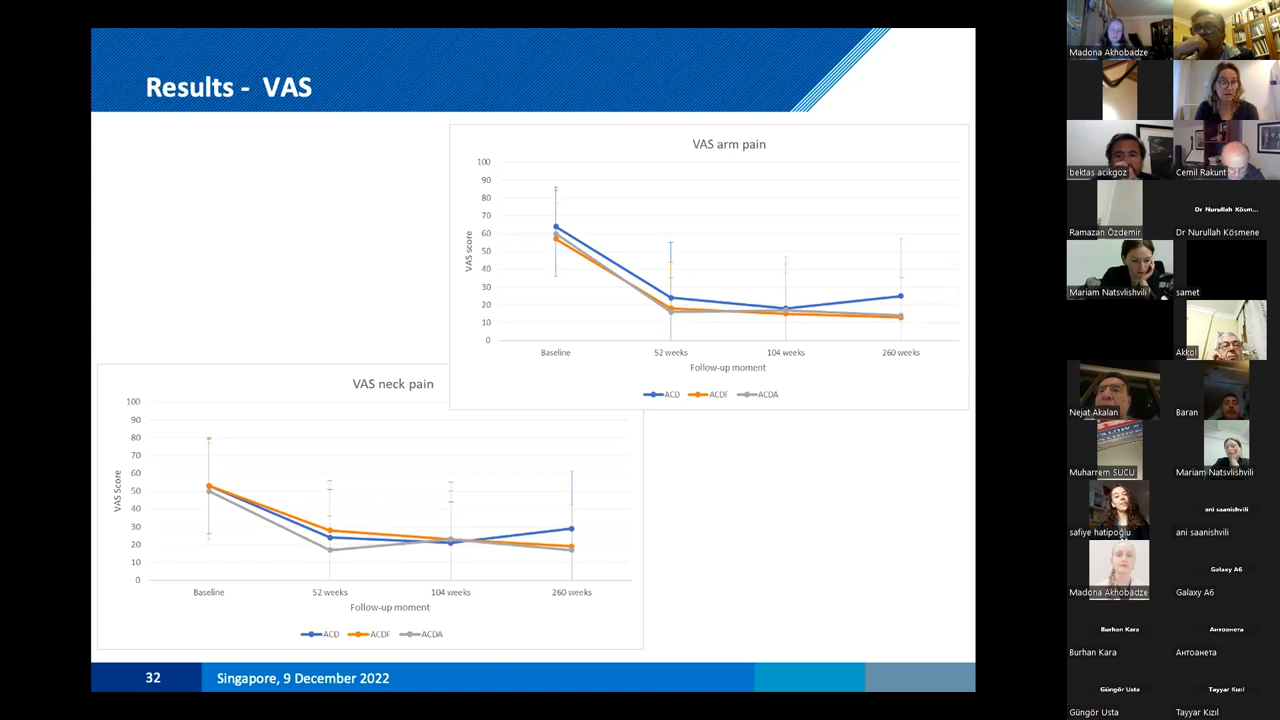 Results - VAS
VAS arm pain
100
90
80
70
60
50
40
30
20
10
0
VAS score
Baseline
52 weeks
104 weeks
260 weeks
Follow-up moment
ACD
ACDF
ACDA
VAS neck pain
100
90
80
70
60
50
40
30
20
10
0
VAS Score
Baseline
52 weeks
104 weeks
260 weeks
Follow-up moment
ACD
ACDF
ACDA
32
Singapore, 9 December 2022
Madona Akhobadze
bektas acikgoz
Cemil Rakunt
Ramazan Özdemir
Dr Nurullah Kösm...
Dr Nurullah Kösmene
Mariam Natsvlishvili
samet
Akkol
Nejat Akalan
Baran
Muharrem SUCU
Mariam Natsvlishvili
safiye hatipoğlu
ani saanishvili
ani saanishvili
Madona Akhobadze
Galaxy A6
Galaxy A6
Burhan Kara
Burhan Kara
Антоанета
Антоанета
Güngör Usta
Güngör Usta
Tayyar Kızıl
Tayyar Kızıl